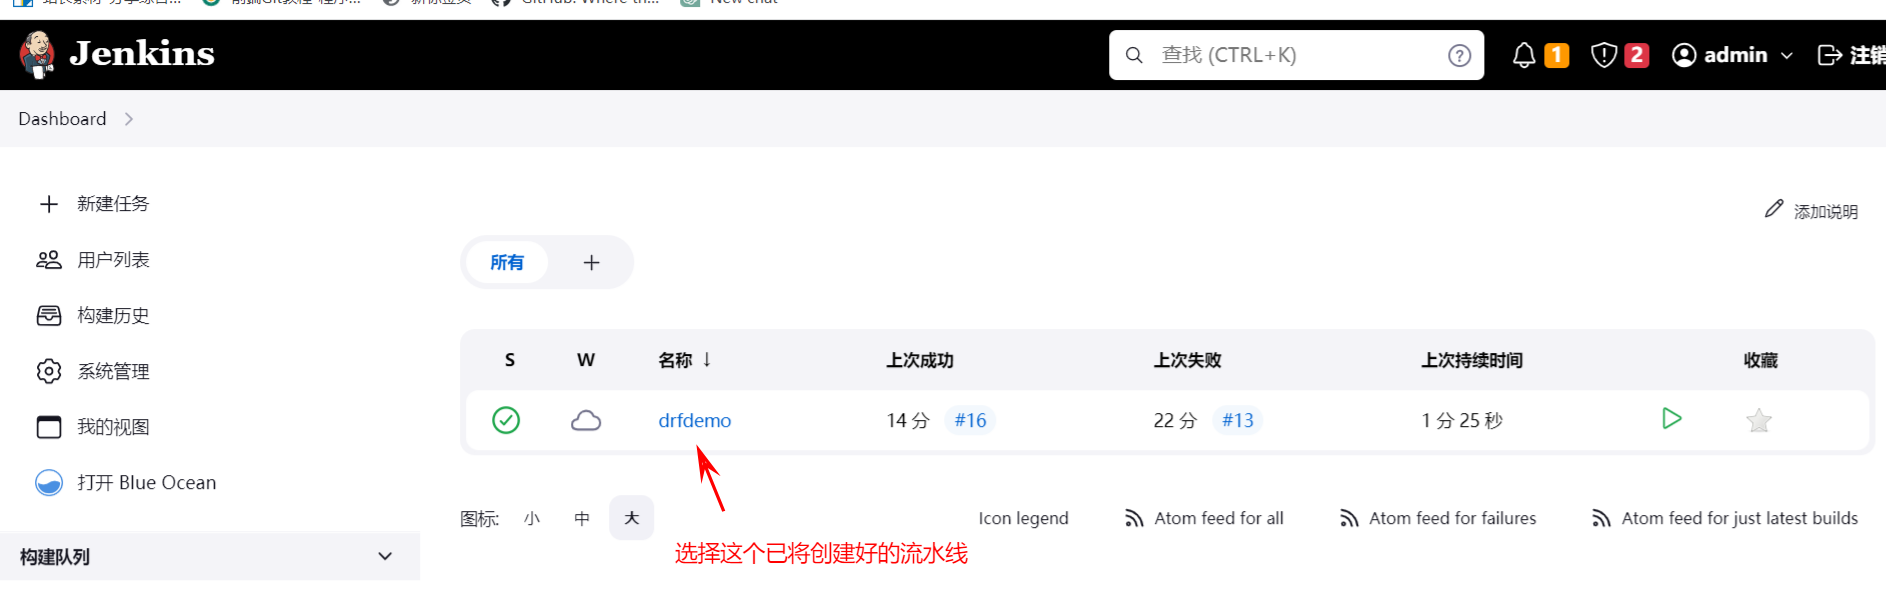 New chat
Jenkins
查找 (CTRL+K)
1
2
admin
注销
Dashboard
新建任务
添加说明
用户列表
所有
构建历史
S W 名称 ↓ 上次成功 上次失败 上次持续时间 收藏
系统管理
drfdemo 14 分 #16 22 分 #13 1 分 25 秒
我的视图
打开 Blue Ocean
图标: 小 中 大
Icon legend
Atom feed for all
Atom feed for failures
Atom feed for just latest builds
选择这个已将创建好的流水线
构建队列